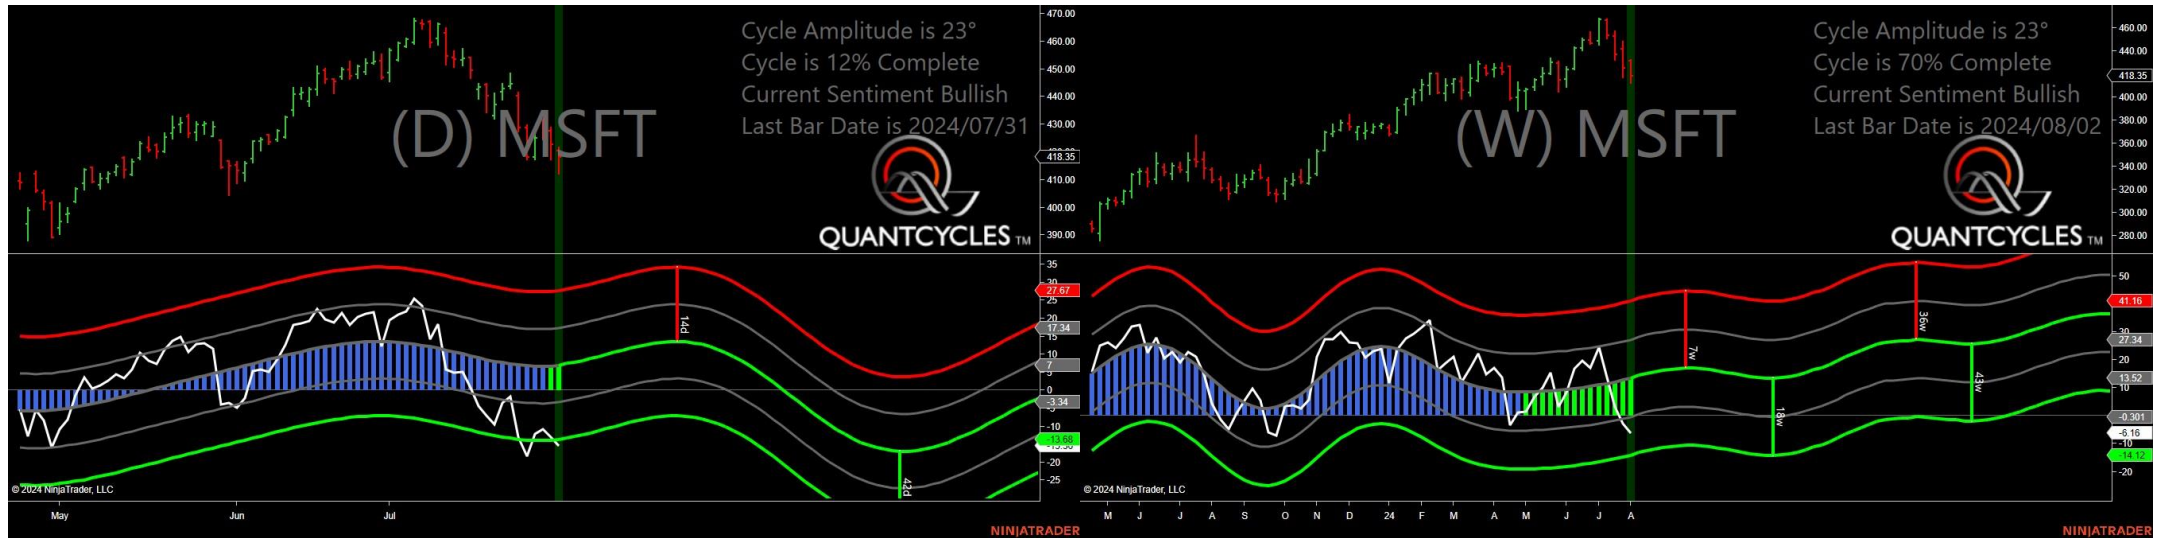 Cycle Amplitude is 23°
Cycle is 12% Complete
Current Sentiment Bullish
Last Bar Date is 2024/07/31
(D) MSFT
QUANTCYCLES TM
470.00
460.00
450.00
440.00
430.00
418.35
410.00
400.00
390.00
35
27.67
25
20
17.34
15
10
7
5
0
-3.34
-5
-10
-13.68
-20
-25
14d
42d
© 2024 NinjaTrader, LLC
May Jun Jul
NINJATRADER
Cycle Amplitude is 23°
Cycle is 70% Complete
Current Sentiment Bullish
Last Bar Date is 2024/08/02
(W) MSFT
QUANTCYCLES TM
460.00
440.00
418.35
400.00
380.00
360.00
340.00
320.00
300.00
280.00
50
41.16
30
27.34
20
13.52
10
-0.301
-6.16
-10
-14.12
-20
7w
18w
36w
43w
© 2024 NinjaTrader, LLC
M J J A S O N D 24 F M A M J J A
NINJATRADER